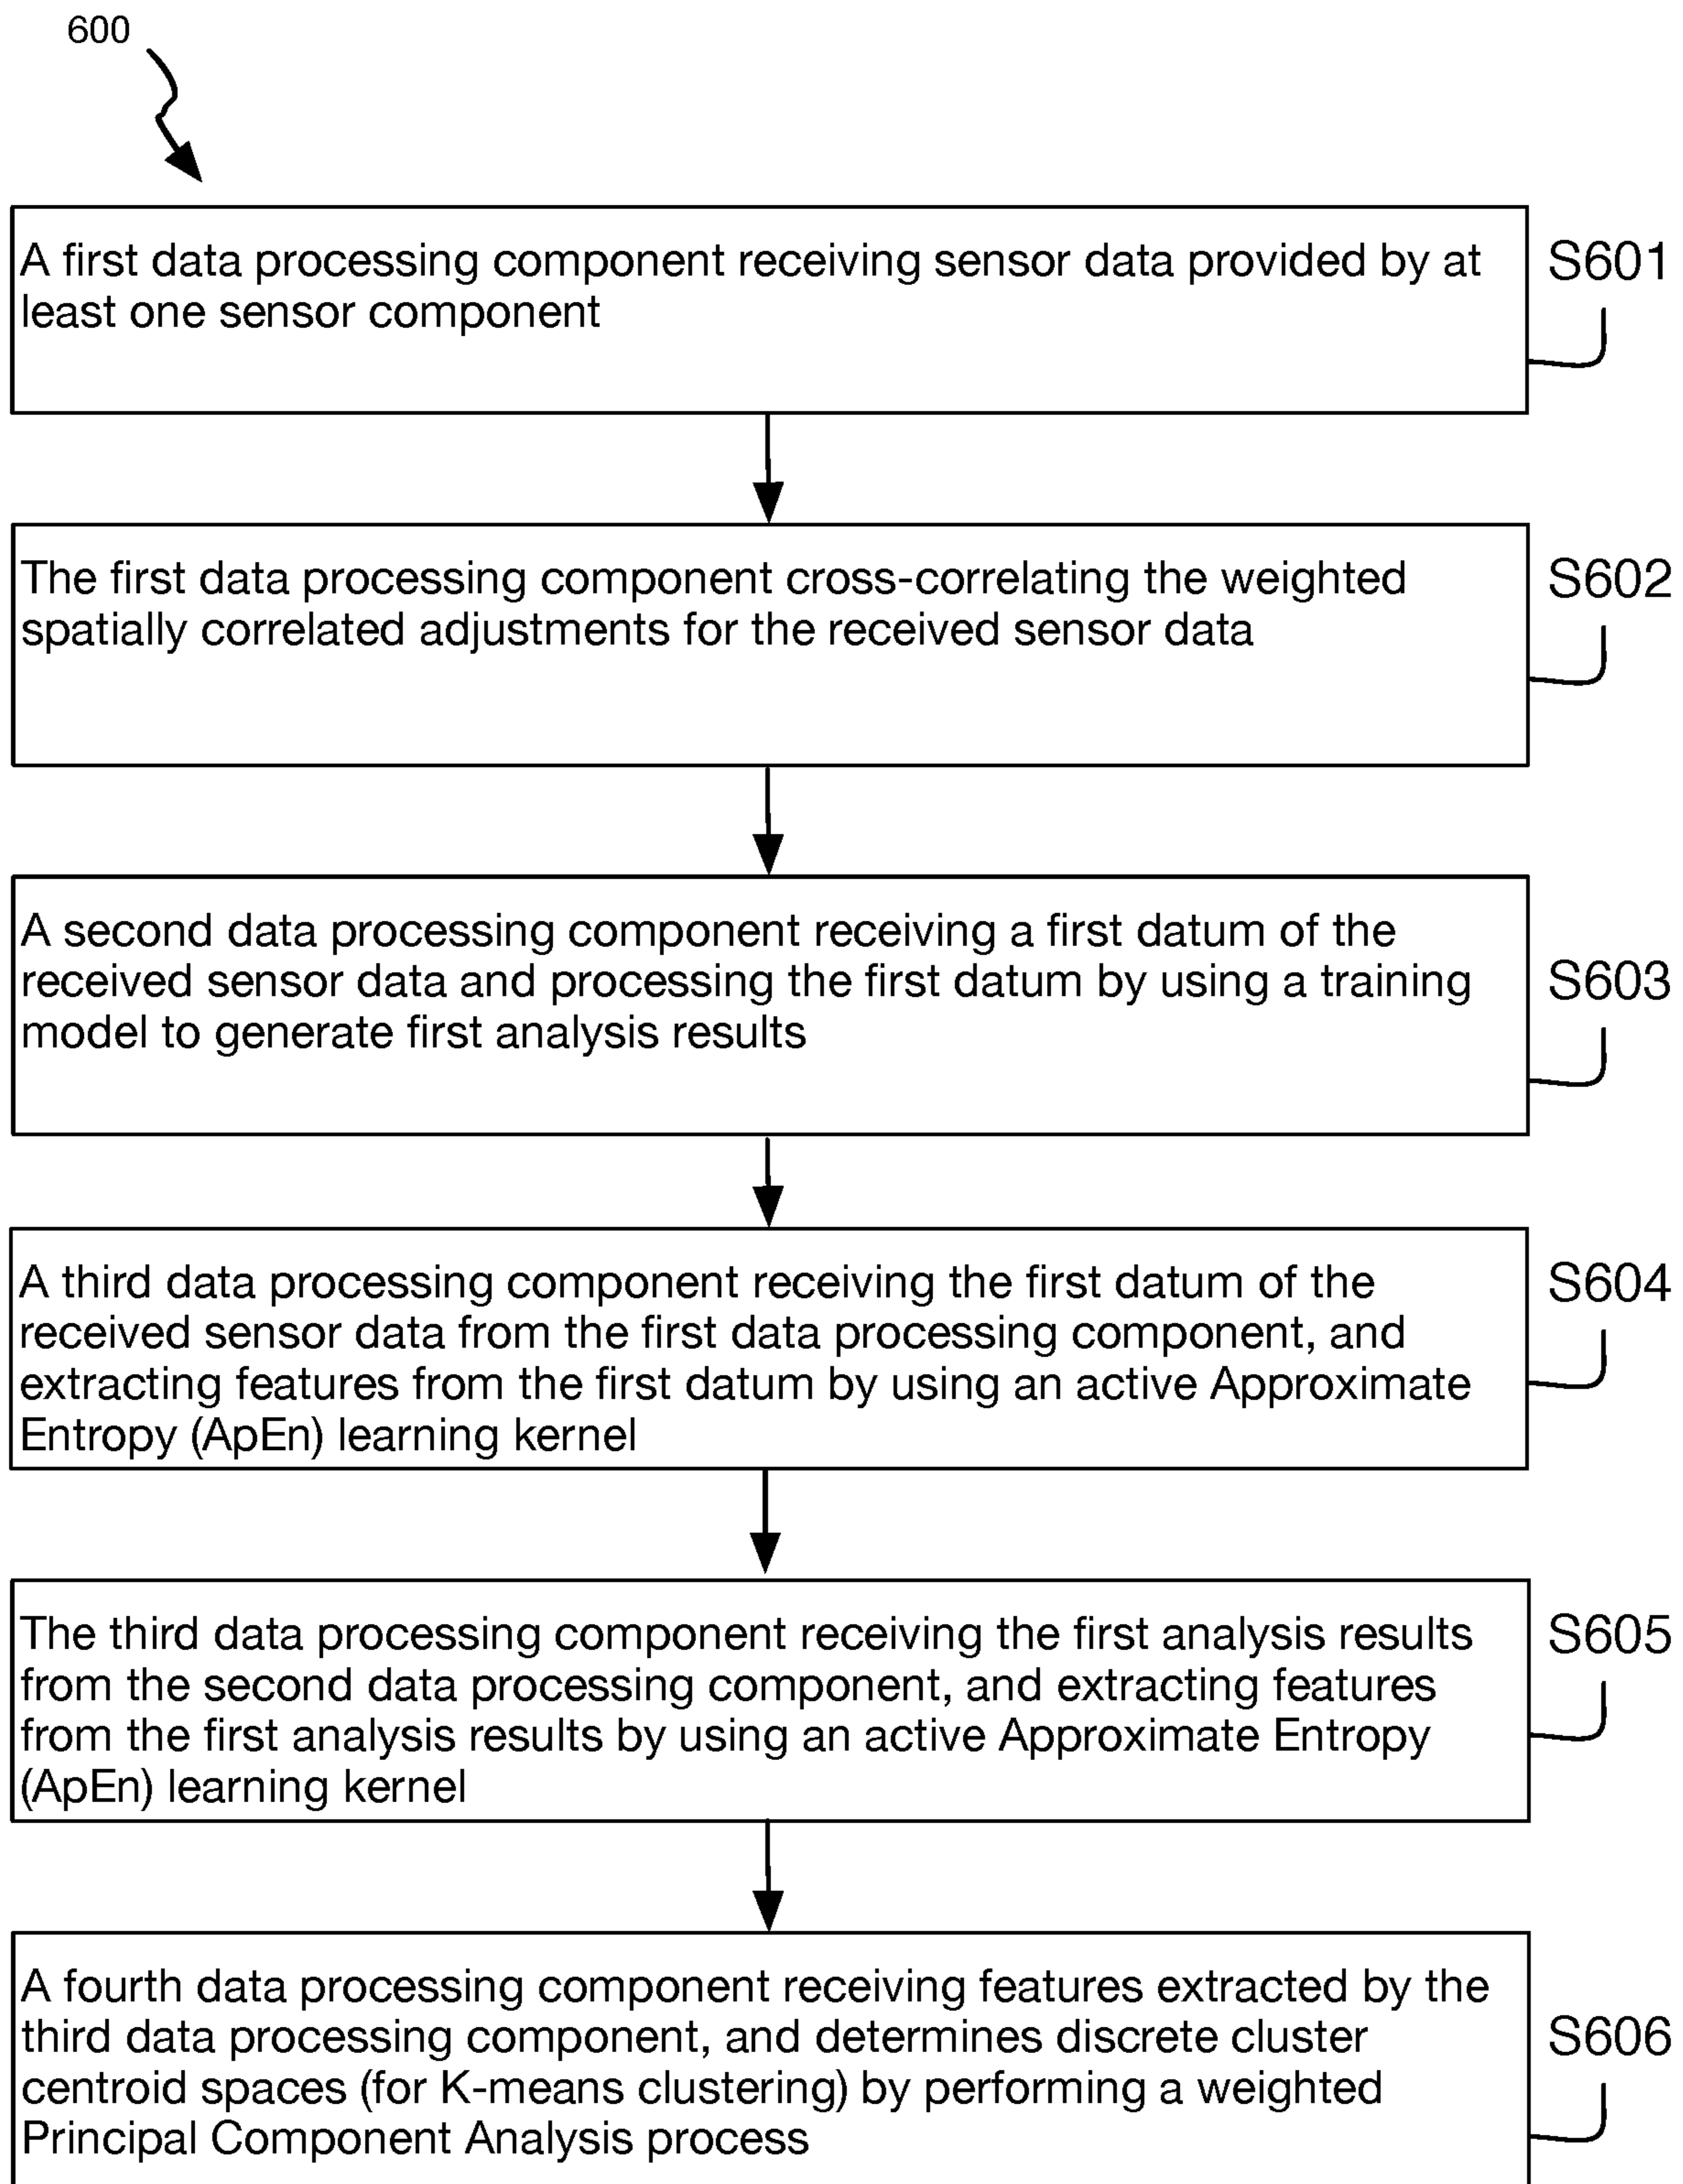 600
A first data processing component receiving sensor data provided by at
least one sensor component
S601
The first data processing component cross-correlating the weighted
spatially correlated adjustments for the received sensor data
S602
A second data processing component receiving a first datum of the
received sensor data and processing the first datum by using a training
model to generate first analysis results
S603
A third data processing component receiving the first datum of the
received sensor data from the first data processing component, and
extracting features from the first datum by using an active Approximate
Entropy (ApEn) learning kernel
S604
The third data processing component receiving the first analysis results
from the second data processing component, and extracting features
from the first analysis results by using an active Approximate Entropy
(ApEn) learning kernel
S605
A fourth data processing component receiving features extracted by the
third data processing component, and determines discrete cluster
centroid spaces (for K-means clustering) by performing a weighted
Principal Component Analysis process
S606